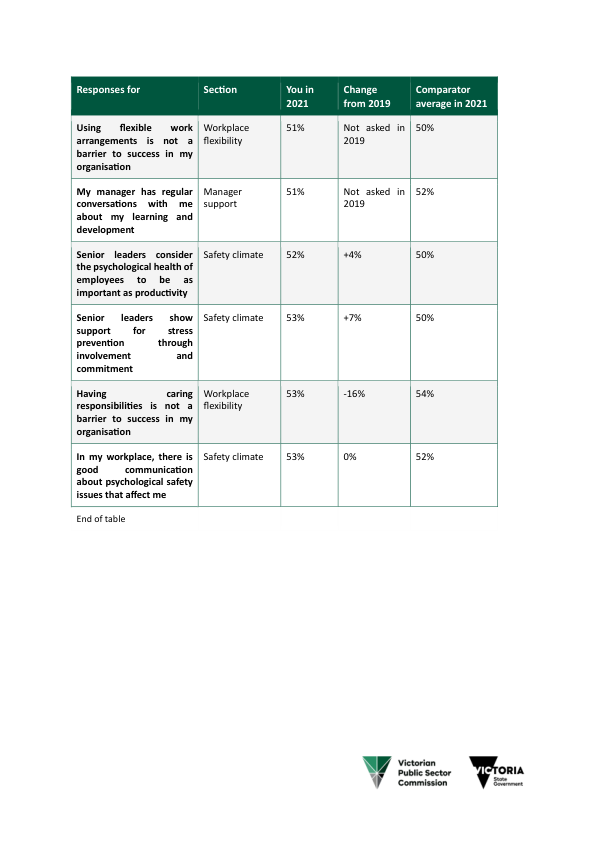 Responses for Section You in 2021 Change from 2019 Comparator average in 2021
Using flexible work arrangements is not a barrier to success in my organisation Workplace flexibility 51% Not asked in 2019 50%
My manager has regular conversations with me about my learning and development Manager support 51% Not asked in 2019 52%
Senior leaders consider the psychological health of employees to be as important as productivity Safety climate 52% +4% 50%
Senior leaders show support for stress prevention through involvement and commitment Safety climate 53% +7% 50%
Having caring responsibilities is not a barrier to success in my organisation Workplace flexibility 53% -16% 54%
In my workplace, there is good communication about psychological safety issues that affect me Safety climate 53% 0% 52%
End of table
Victorian
Public Sector
Commission
VICTORIA
State
Government